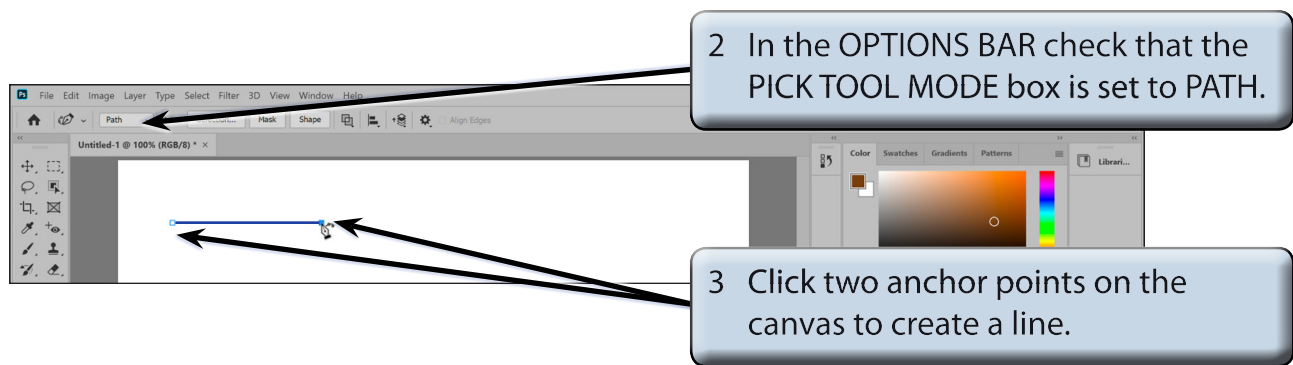 2 In the OPTIONS BAR check that the
PICK TOOL MODE box is set to PATH.
Ps File Edit Image Layer Type Select Filter 3D View Window Help
Path Mask Shape Align Edges
Untitled-1 @ 100% (RGB/8) * ×
Color Swatches Gradients Patterns
Librari...
3 Click two anchor points on the
canvas to create a line.